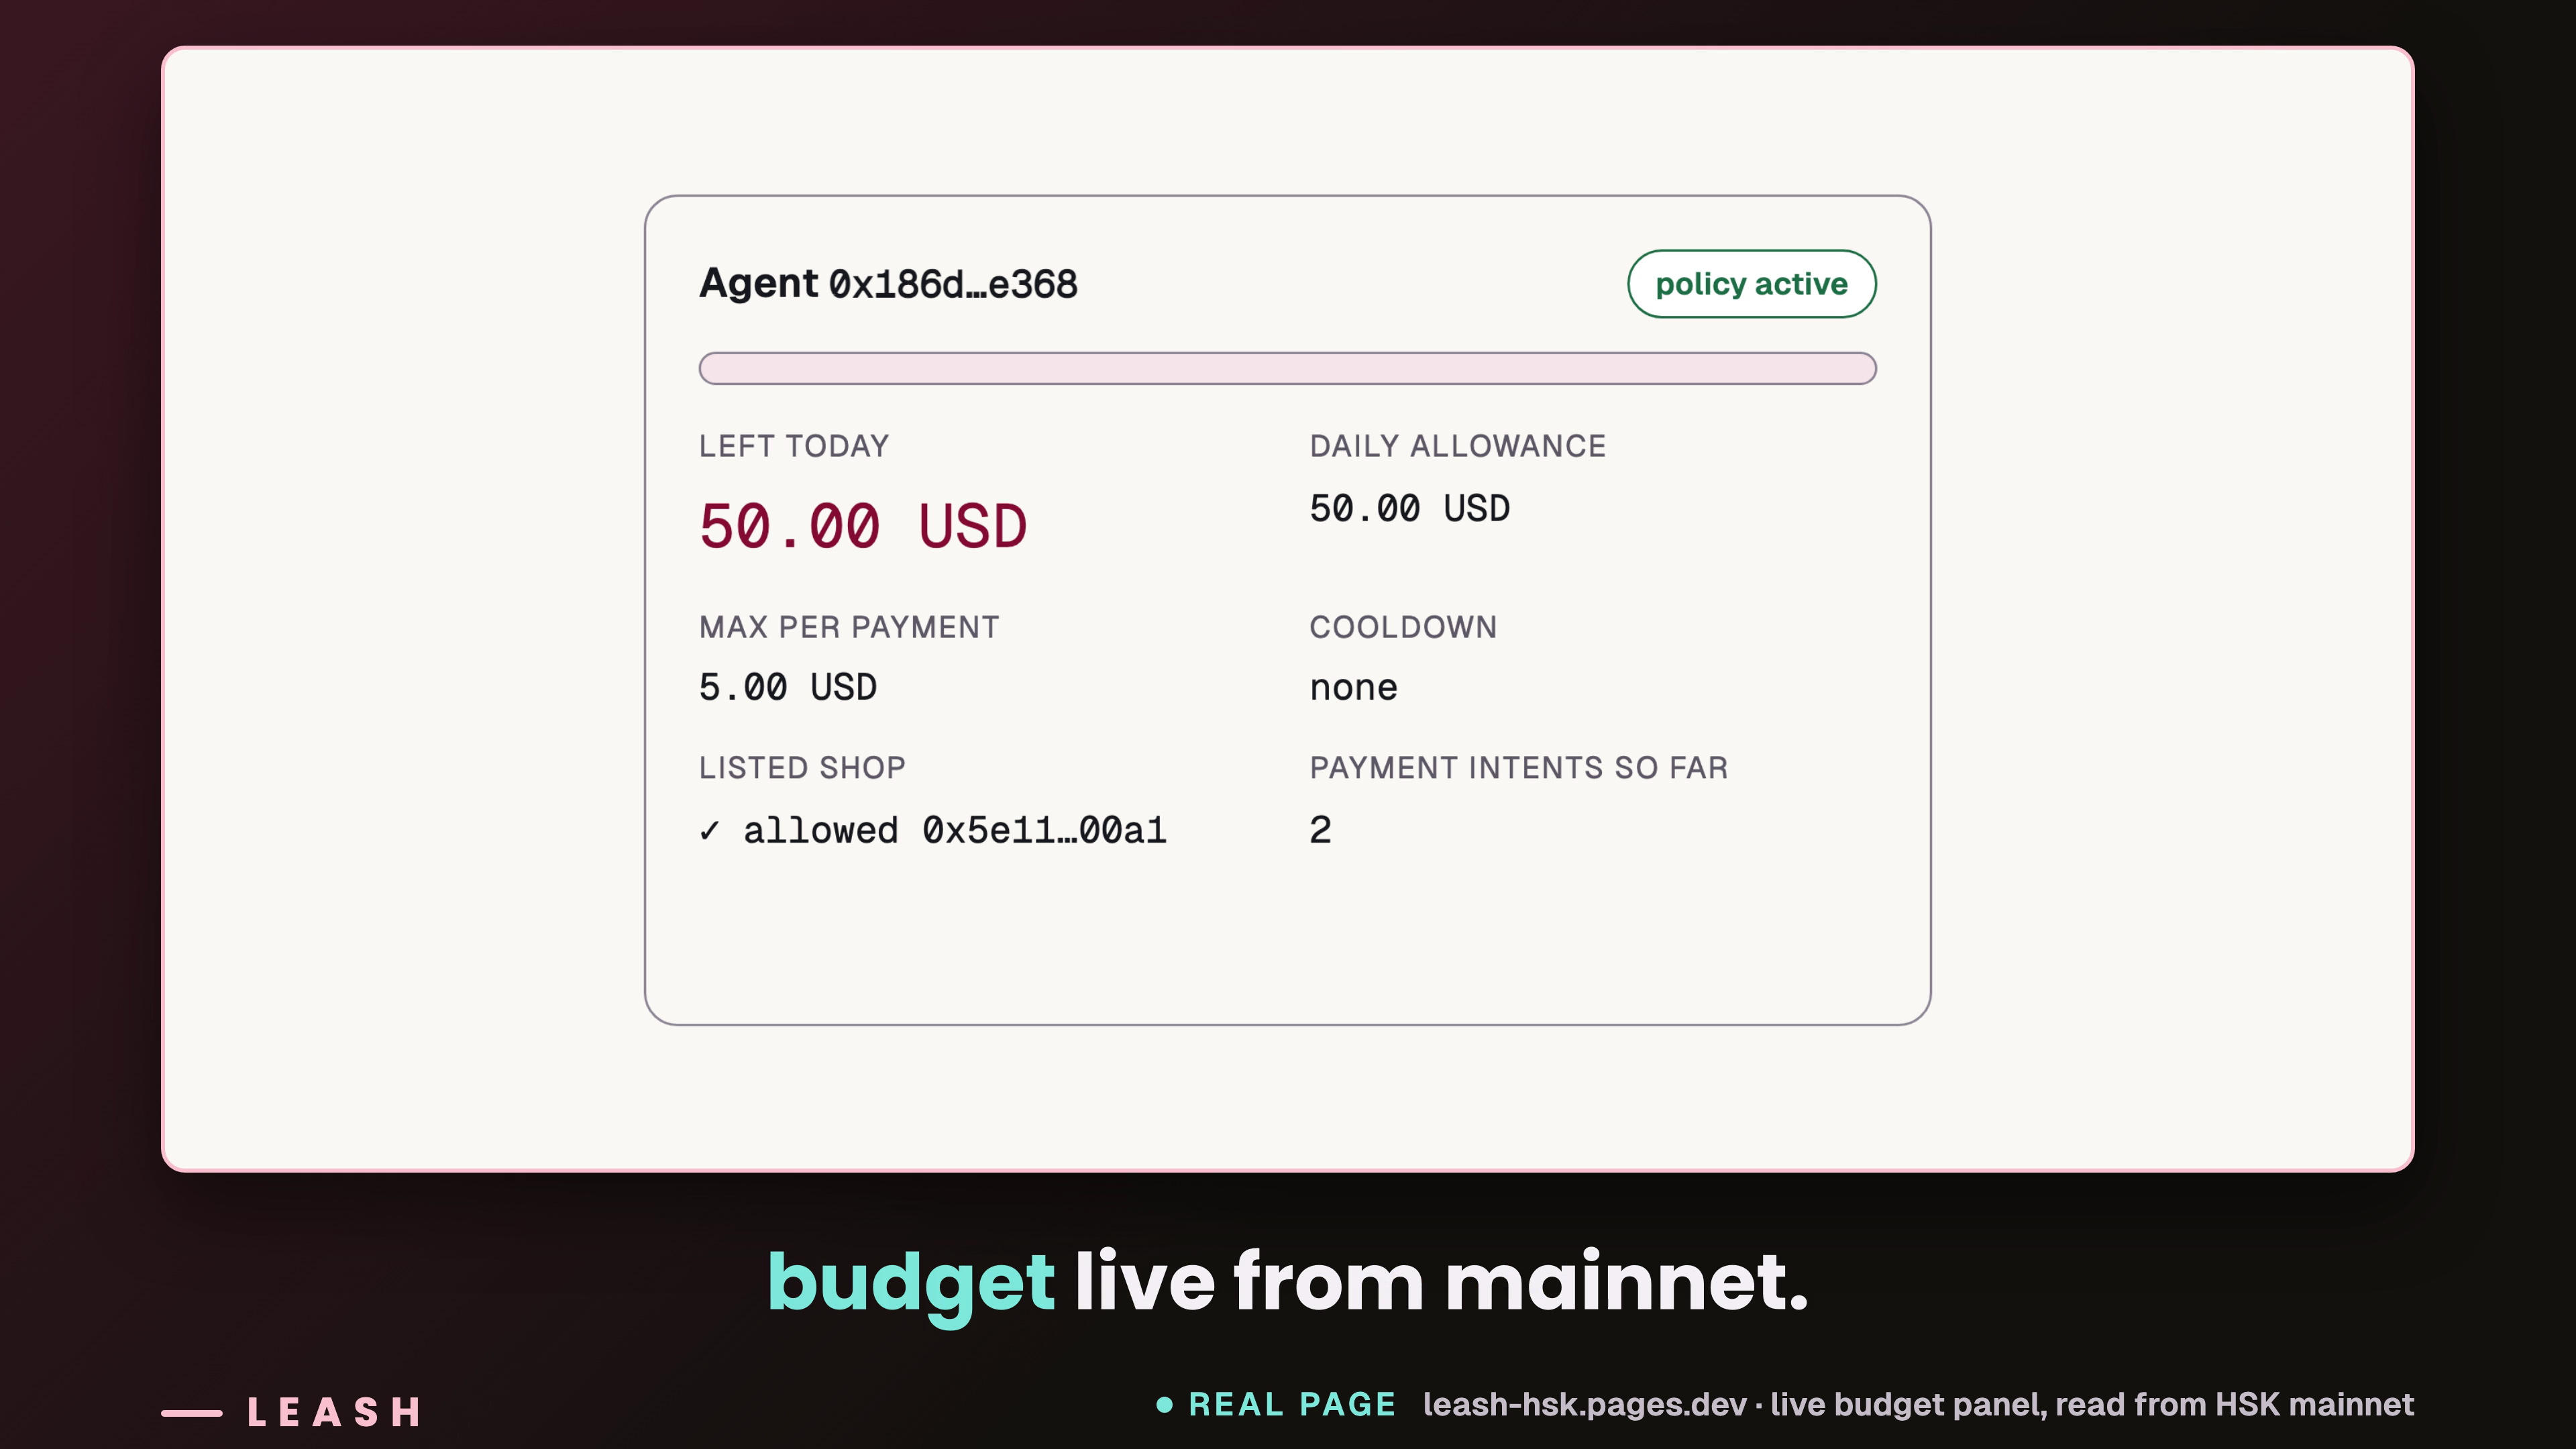 Agent 0x186d…e368
policy active
LEFT TODAY
50.00 USD
DAILY ALLOWANCE
50.00 USD
MAX PER PAYMENT
5.00 USD
COOLDOWN
none
LISTED SHOP
✓ allowed 0x5e11…00a1
PAYMENT INTENTS SO FAR
2
budget live from mainnet.
LEASH
REAL PAGE leash-hsk.pages.dev · live budget panel, read from HSK mainnet